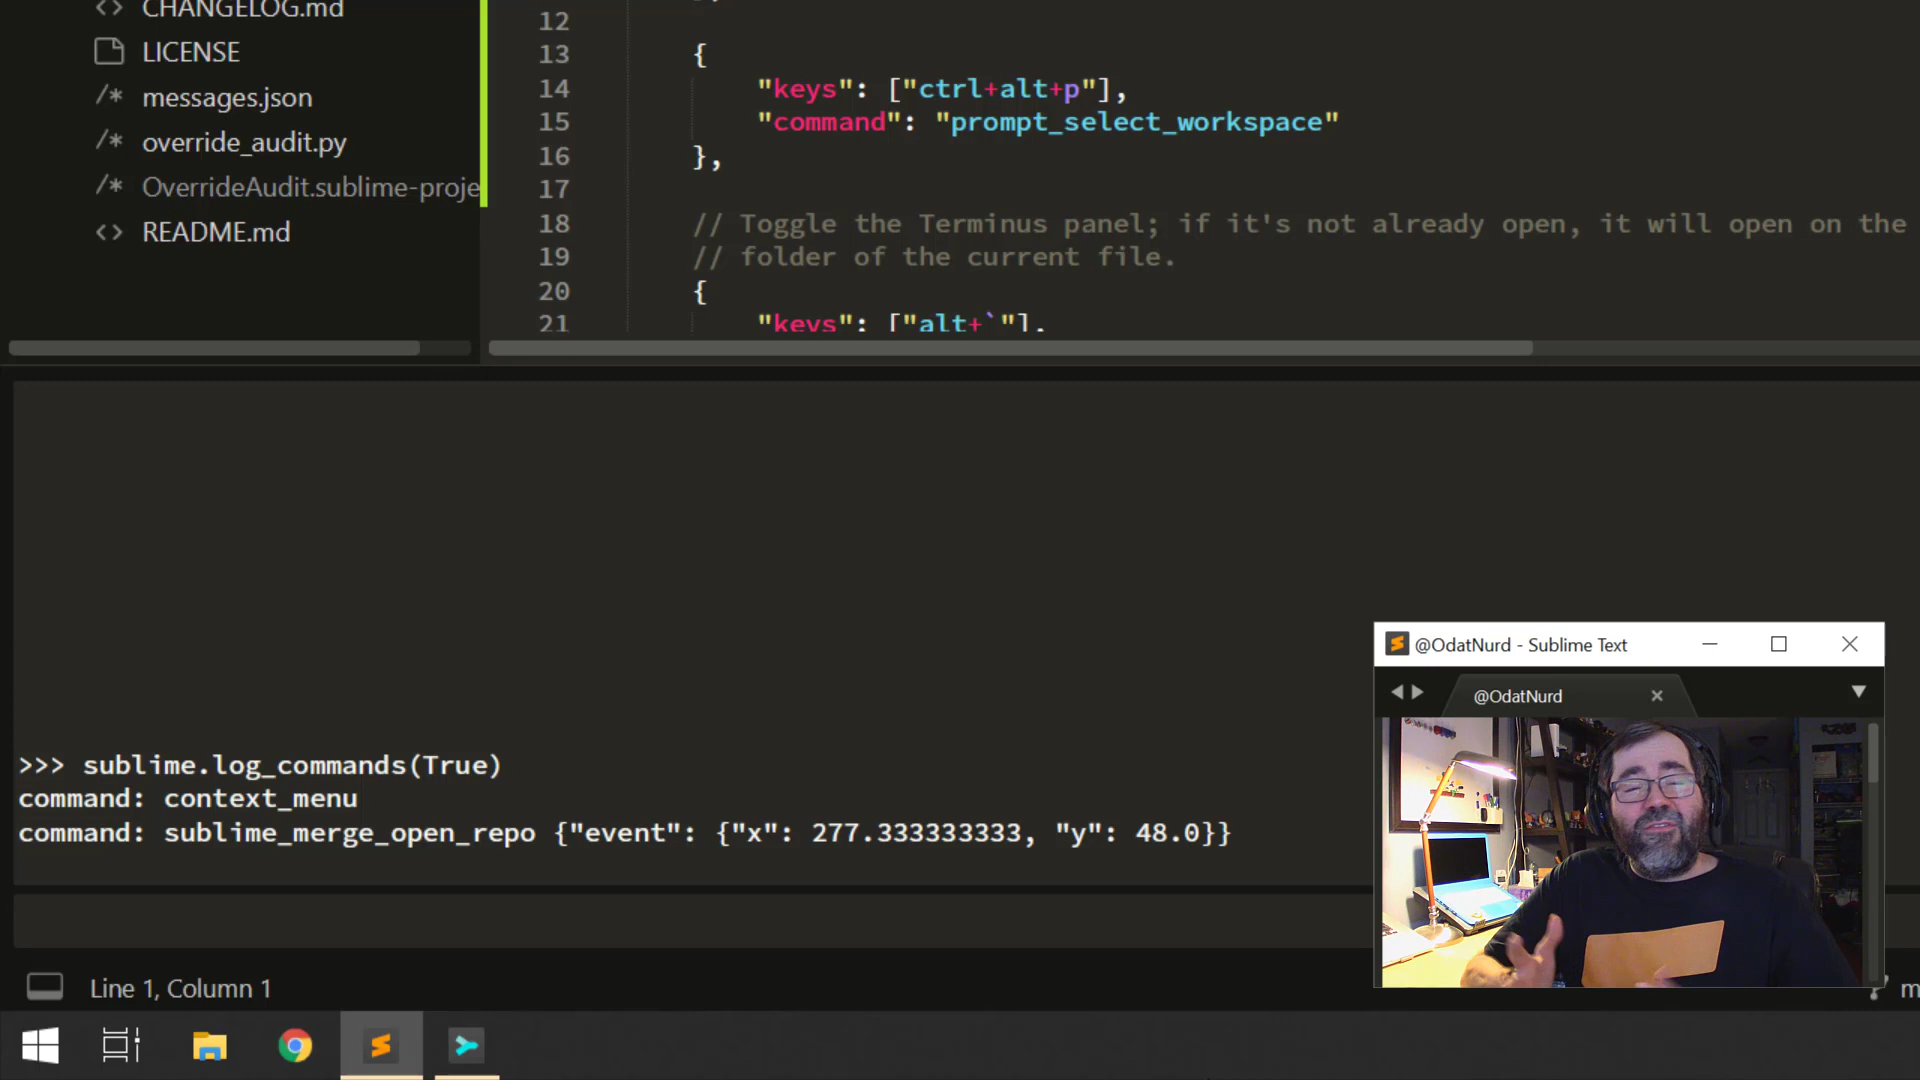 CHANGELOG.md
LICENSE
messages.json
override_audit.py
OverrideAudit.sublime-proje
README.md
12
13 {
14 "keys": ["ctrl+alt+p"],
15 "command": "prompt_select_workspace"
16 },
17
18 // Toggle the Terminus panel; if it's not already open, it will open on the
19 // folder of the current file.
20 {
21 "keys": ["alt+`"],
>>> sublime.log_commands(True)
command: context_menu
command: sublime_merge_open_repo {"event": {"x": 277.333333333, "y": 48.0}}
@OdatNurd - Sublime Text
@OdatNurd
Line 1, Column 1